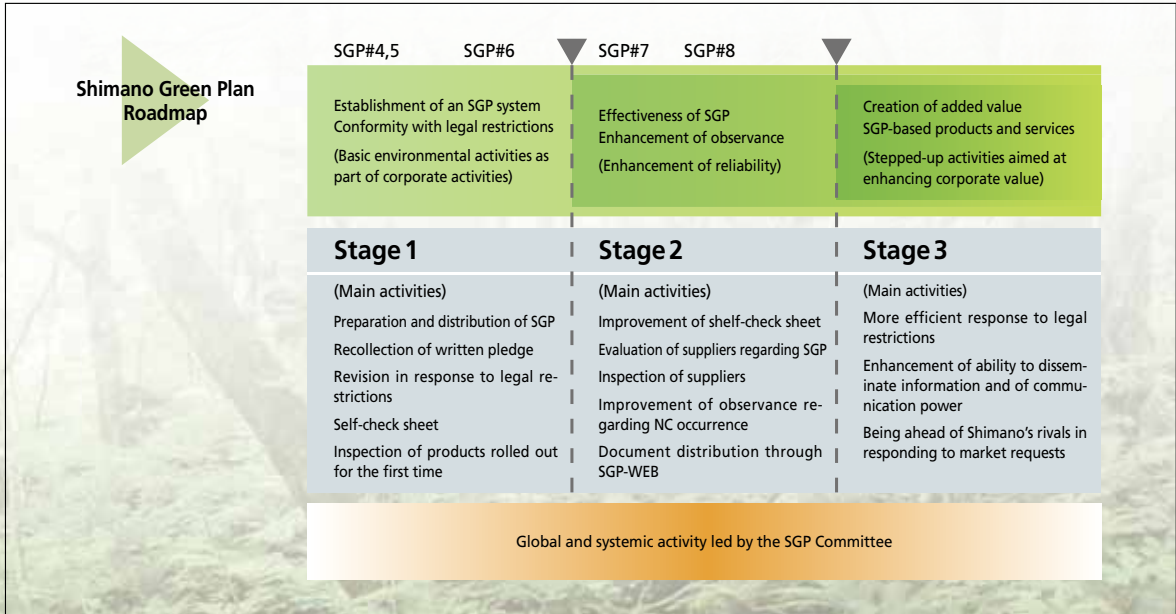 Shimano Green Plan
Roadmap
SGP#4,5
SGP#6
SGP#7
SGP#8
Establishment of an SGP system
Conformity with legal restrictions
(Basic environmental activities as
part of corporate activities)
Effectiveness of SGP
Enhancement of observance
(Enhancement of reliability)
Creation of added value
SGP-based products and services
(Stepped-up activities aimed at
enhancing corporate value)
Stage 1
(Main activities)
Preparation and distribution of SGP
Recollection of written pledge
Revision in response to legal re-
strictions
Self-check sheet
Inspection of products rolled out
for the first time
Stage 2
(Main activities)
Improvement of shelf-check sheet
Evaluation of suppliers regarding SGP
Inspection of suppliers
Improvement of observance re-
garding NC occurrence
Document distribution through
SGP-WEB
Stage 3
(Main activities)
More efficient response to legal
restrictions
Enhancement of ability to dissem-
inate information and of commu-
nication power
Being ahead of Shimano's rivals in
responding to market requests
Global and systemic activity led by the SGP Committee